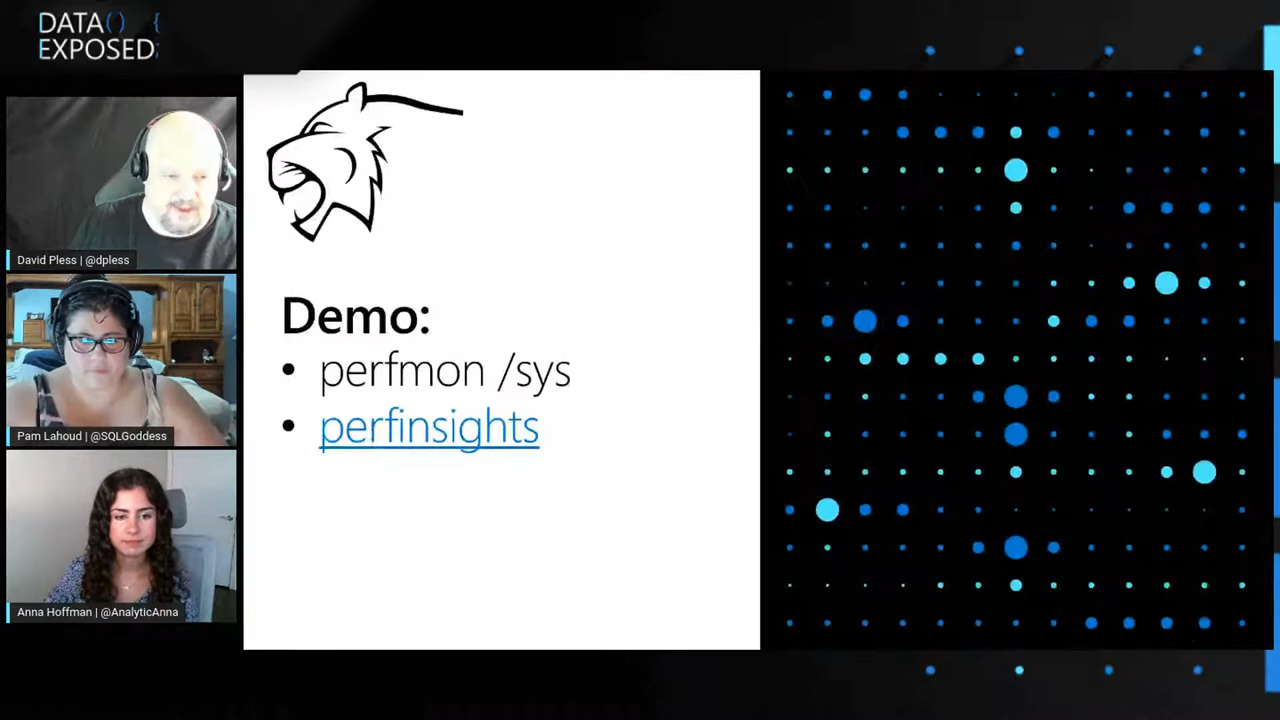 DATA() {
EXPOSED;
David Pless | @dpless
Pam Lahoud | @SQLGoddess
Anna Hoffman | @AnalyticAnna
Demo:
• perfmon /sys
• perfinsights